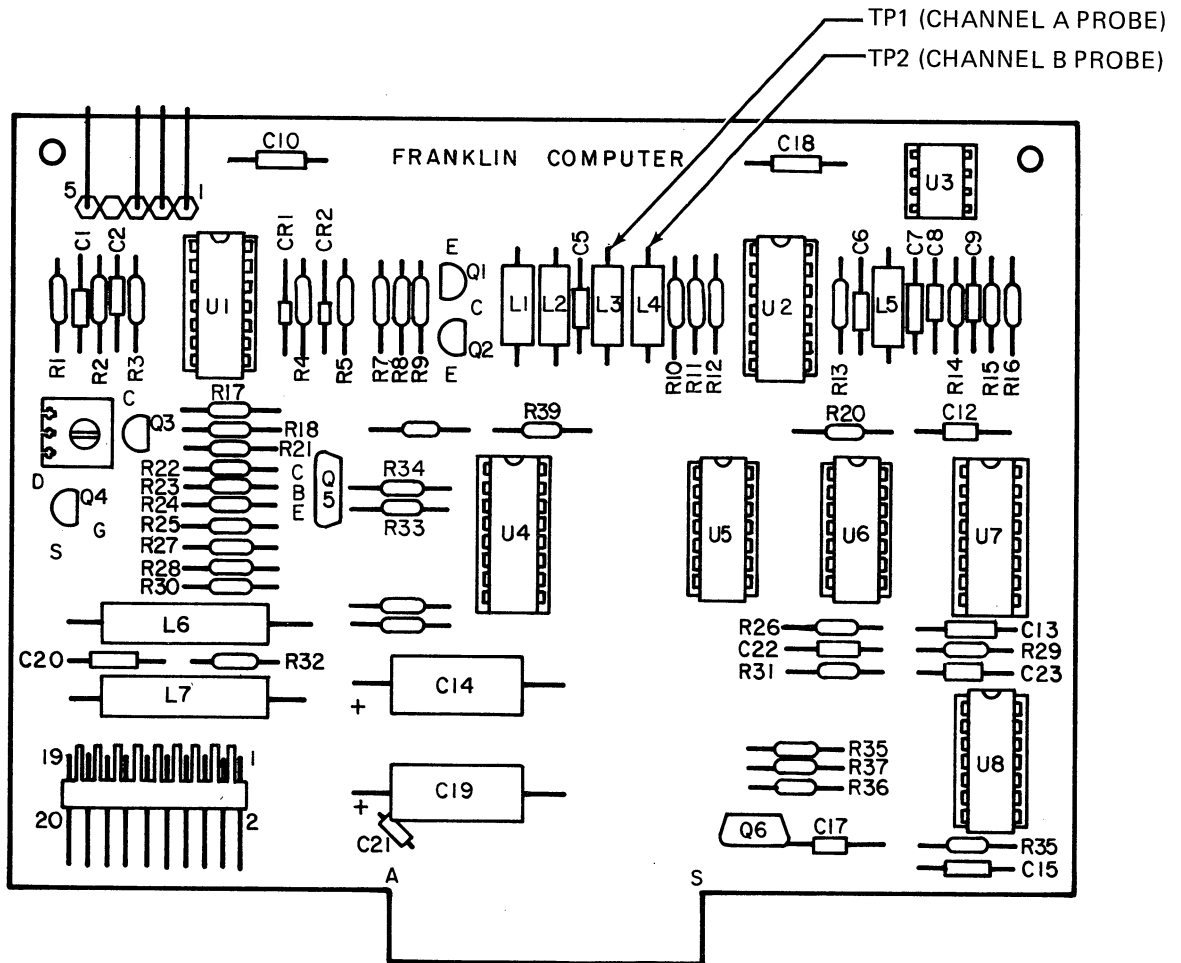 TP1 (CHANNEL A PROBE)
TP2 (CHANNEL B PROBE)
C10
FRANKLIN COMPUTER
C18
U3
5
1
C1
C2
CR1
CR2
E
C5
C6
C7
C8
C9
U1
Q1
C
L1
L2
L3
L4
U2
L5
Q2
E
R1
R2
R3
R4
R5
R7
R8
R9
R10
R11
R12
R13
R14
R15
R16
C
R17
Q3
R18
R39
R20
C12
R21
D
R22
C
Q5
R34
R23
B
Q4
R24
E
R33
G
R25
U4
U5
U6
U7
S
R27
R28
R30
L6
R26
C13
C20
R32
C22
R29
R31
C23
L7
C14
+
19
1
R35
R37
U8
C19
R36
+
20
2
C21
Q6
C17
R35
C15
A
S